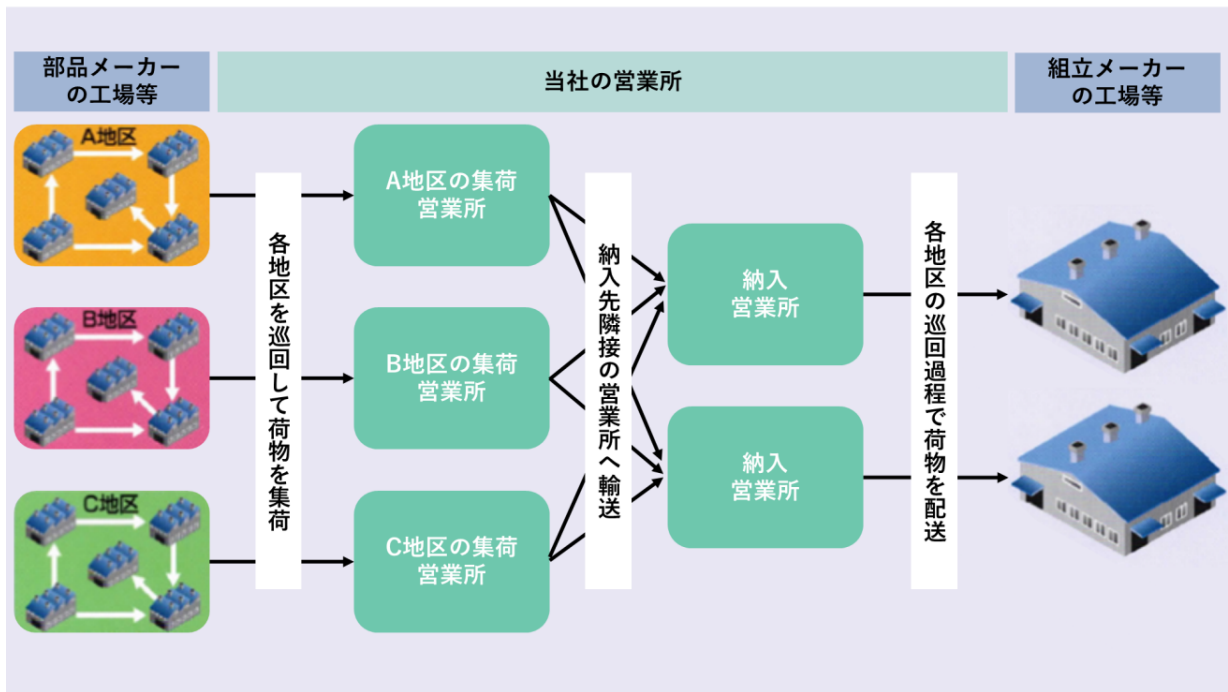 部品メーカー
の工場等
当社の営業所
組立メーカー
の工場等
A地区
B地区
C地区
各地区を巡回して荷物を集荷
A地区の集荷
営業所
B地区の集荷
営業所
C地区の集荷
営業所
納入先隣接の営業所へ輸送
納入
営業所
納入
営業所
各地区の巡回過程で荷物を配送